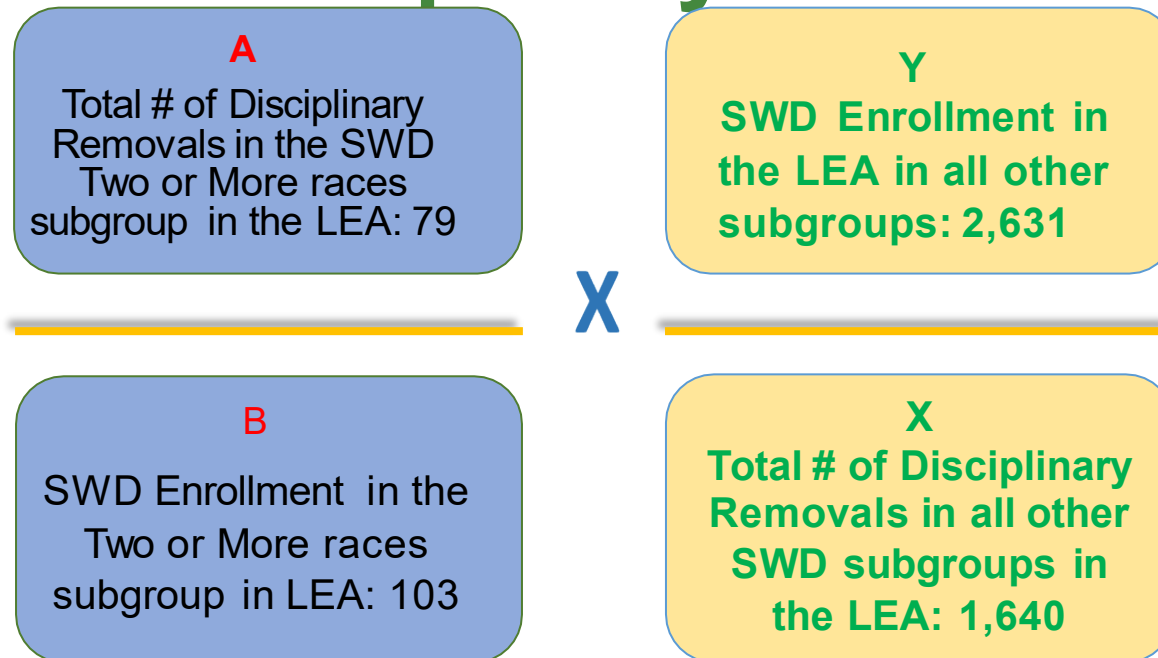 A
Total # of Disciplinary
Removals in the SWD
Two or More races
subgroup in the LEA: 79
Y
SWD Enrollment in
the LEA in all other
subgroups: 2,631
X
B
SWD Enrollment in the
Two or More races
subgroup in LEA: 103
X
Total # of Disciplinary
Removals in all other
SWD subgroups in
the LEA: 1,640